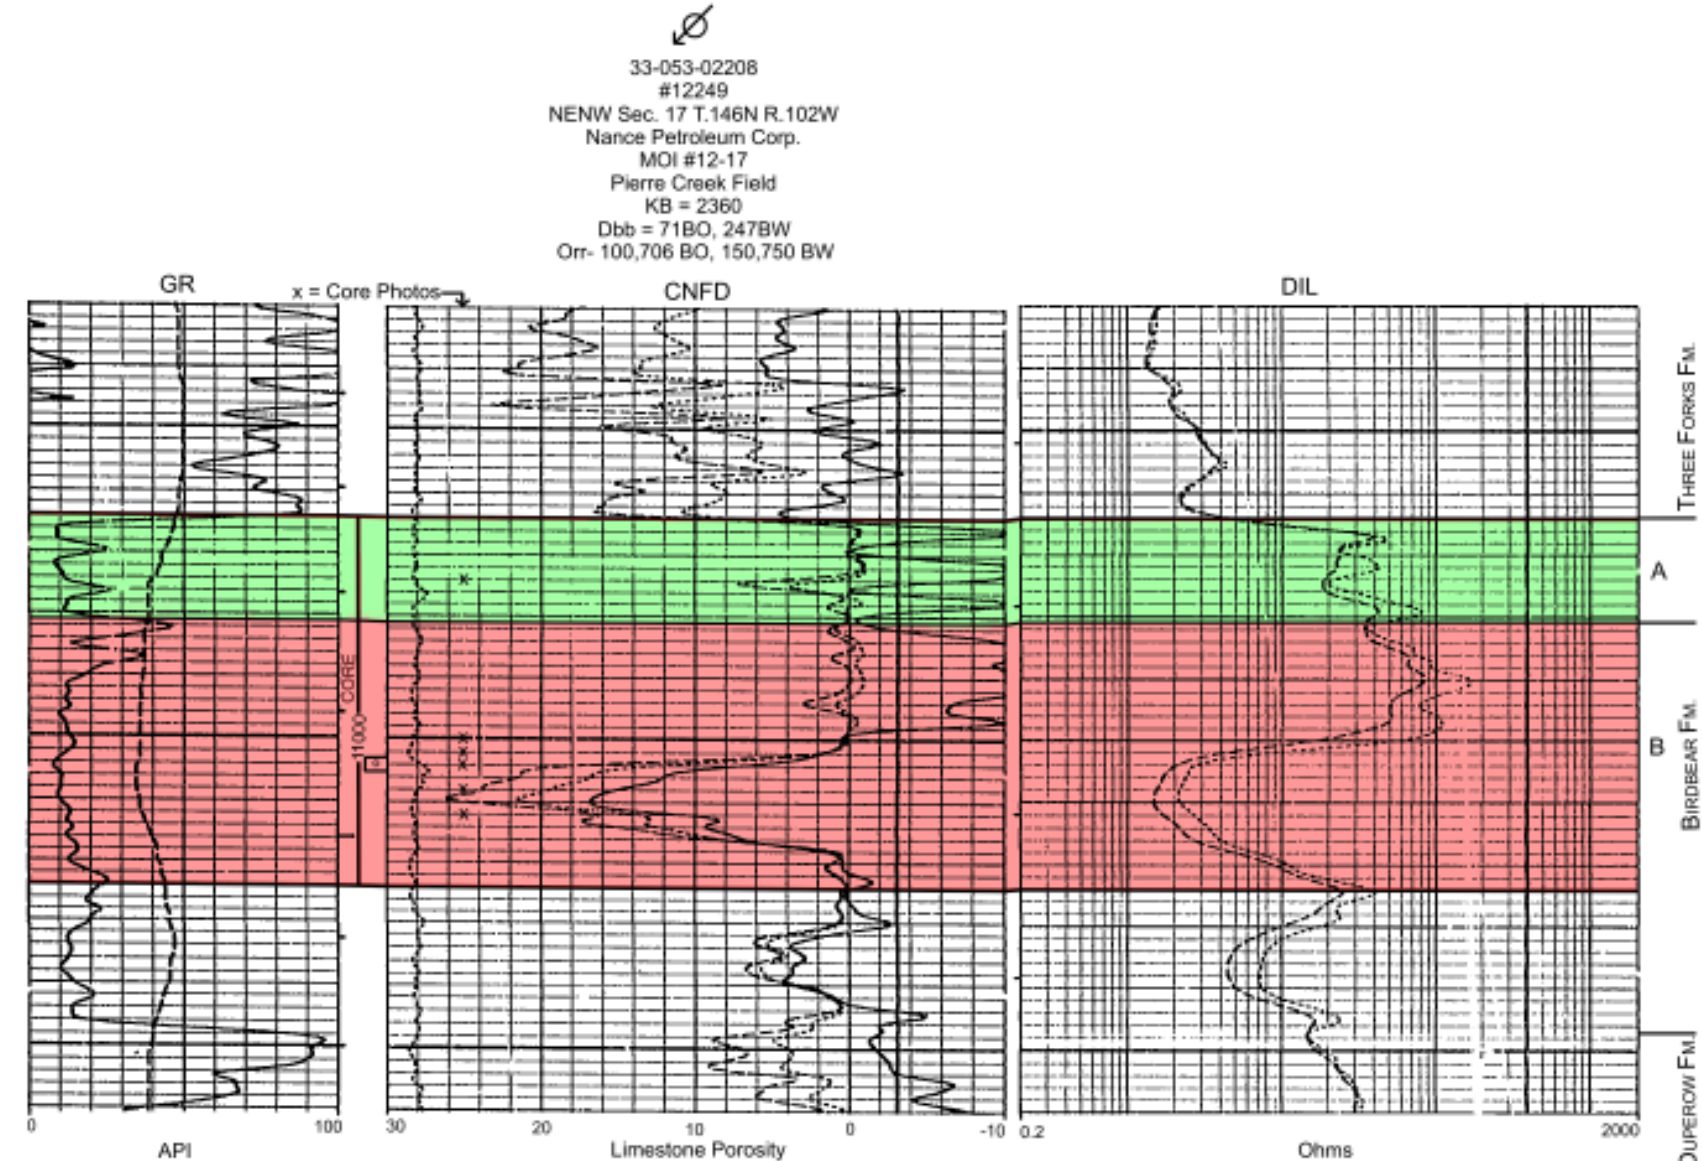 33-053-02208
#12249
NENW Sec. 17 T.146N R.102W
Nance Petroleum Corp.
MOI #12-17
Pierre Creek Field
KB = 2360
Dbb = 71BO, 247BW
Orr- 100,706 BO, 150,750 BW
GR
x = Core Photos
CNFD
DIL
THREE FORKS FM.
A
x
CORE
11000
B
BIRDBEAR FM.
x
x
x
x
x
DUPEROW FM.
0
100
API
30
20
10
0
-10
Limestone Porosity
0.2
2000
Ohms